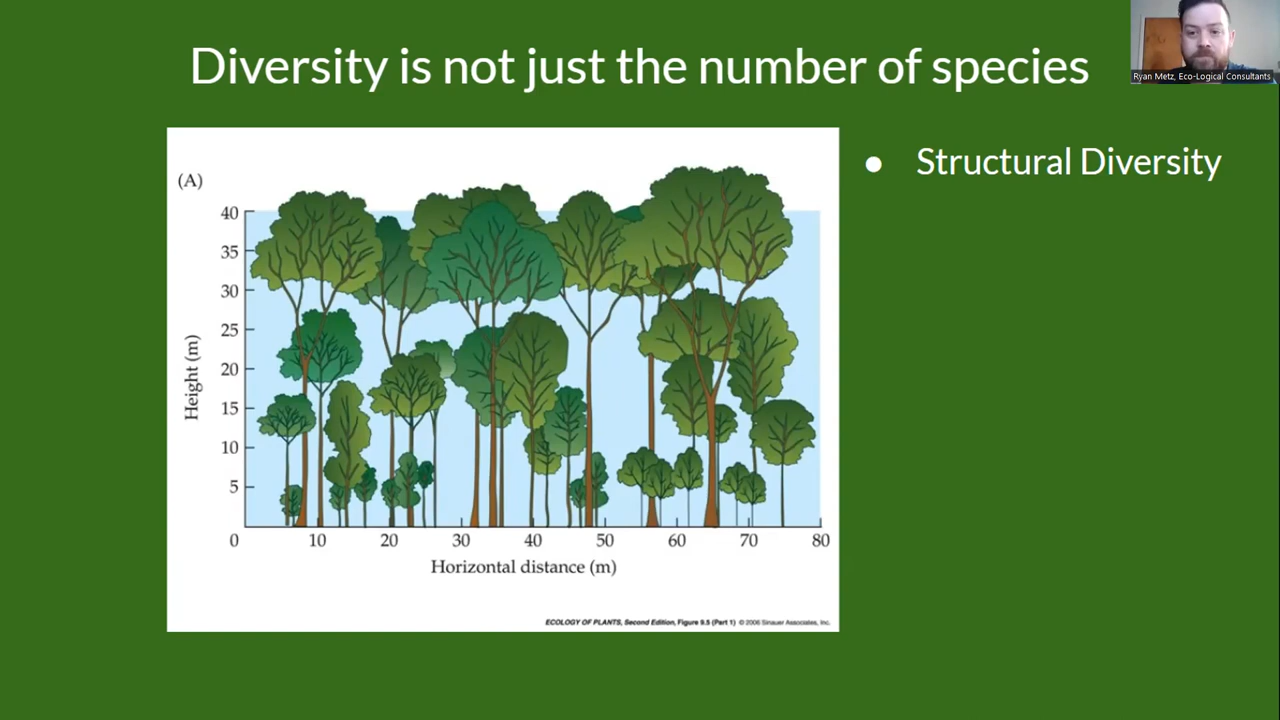 Diversity is not just the number of species
Ryan Metz, Eco-Logical Consultants
● Structural Diversity
(A)
40
35
30
25
20
15
10
5
Height (m)
0 10 20 30 40 50 60 70 80
Horizontal distance (m)
ECOLOGY OF PLANTS, Second Edition, Figure 9.5 (Part 1) © 2006 Sinauer Associates, Inc.